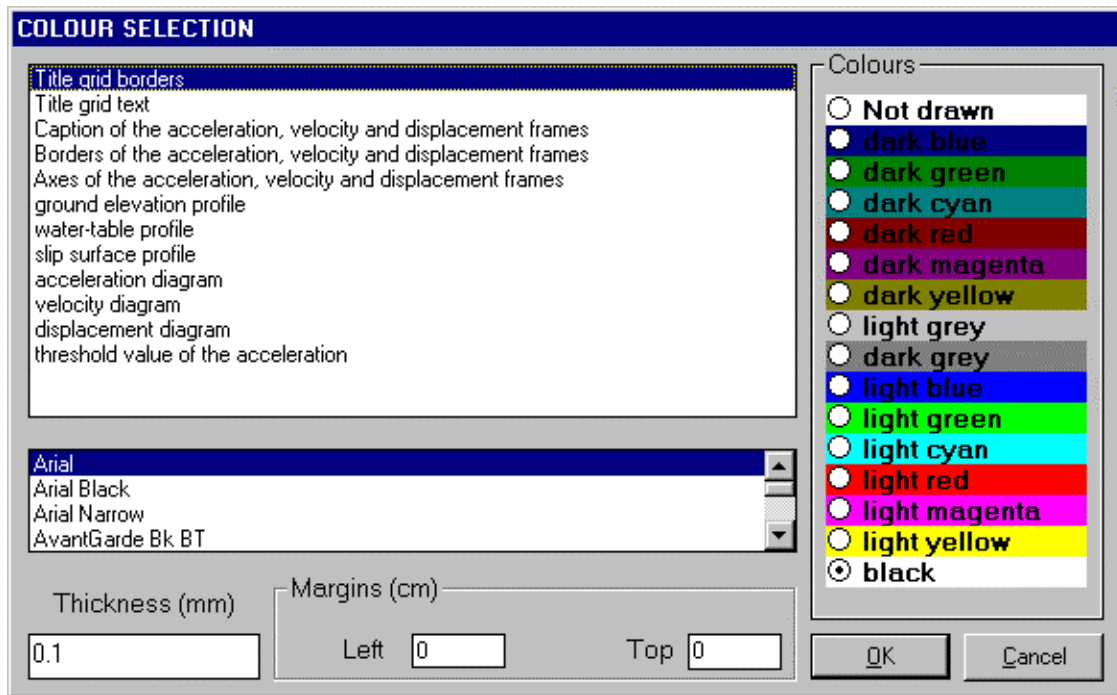 COLOUR SELECTION
Title grid borders
Title grid text
Caption of the acceleration, velocity and displacement frames
Borders of the acceleration, velocity and displacement frames
Axes of the acceleration, velocity and displacement frames
ground elevation profile
water-table profile
slip surface profile
acceleration diagram
velocity diagram
displacement diagram
threshold value of the acceleration
Arial
Arial Black
Arial Narrow
AvantGarde Bk BT
Thickness (mm)
0.1
Margins (cm)
Left 0 Top 0
Colours
Not drawn
dark blue
dark green
dark cyan
dark red
dark magenta
dark yellow
light grey
dark grey
light blue
light green
light cyan
light red
light magenta
light yellow
black
OK Cancel